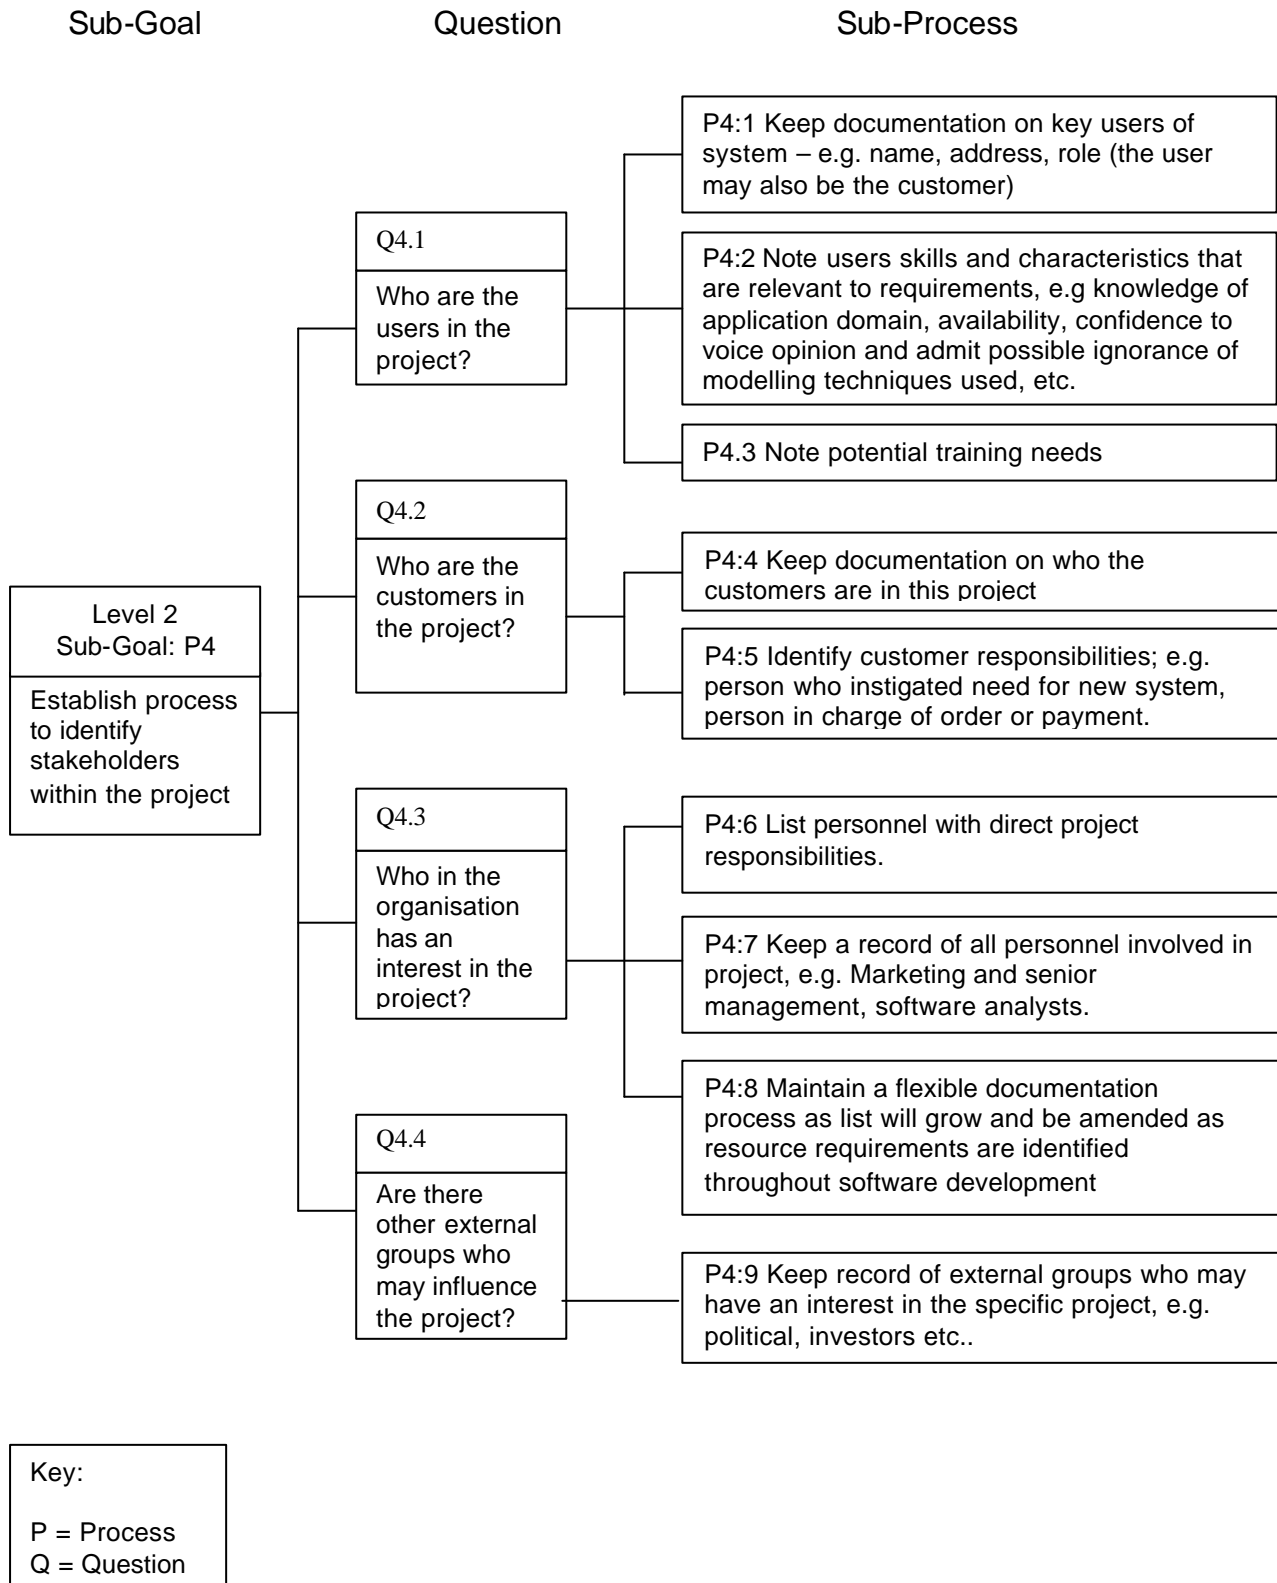 Sub-Goal
Question
Sub-Process
Level 2
Sub-Goal: P4
Establish process
to identify
stakeholders
within the project
Q4.1
Who are the
users in the
project?
P4:1 Keep documentation on key users of
system – e.g. name, address, role (the user
may also be the customer)
P4:2 Note users skills and characteristics that
are relevant to requirements, e.g knowledge of
application domain, availability, confidence to
voice opinion and admit possible ignorance of
modelling techniques used, etc.
P4.3 Note potential training needs
Q4.2
Who are the
customers in
the project?
P4:4 Keep documentation on who the
customers are in this project
P4:5 Identify customer responsibilities; e.g.
person who instigated need for new system,
person in charge of order or payment.
Q4.3
Who in the
organisation
has an
interest in the
project?
P4:6 List personnel with direct project
responsibilities.
P4:7 Keep a record of all personnel involved in
project, e.g. Marketing and senior
management, software analysts.
P4:8 Maintain a flexible documentation
process as list will grow and be amended as
resource requirements are identified
throughout software development
Q4.4
Are there
other external
groups who
may influence
the project?
P4:9 Keep record of external groups who may
have an interest in the specific project, e.g.
political, investors etc..
Key:
P = Process
Q = Question